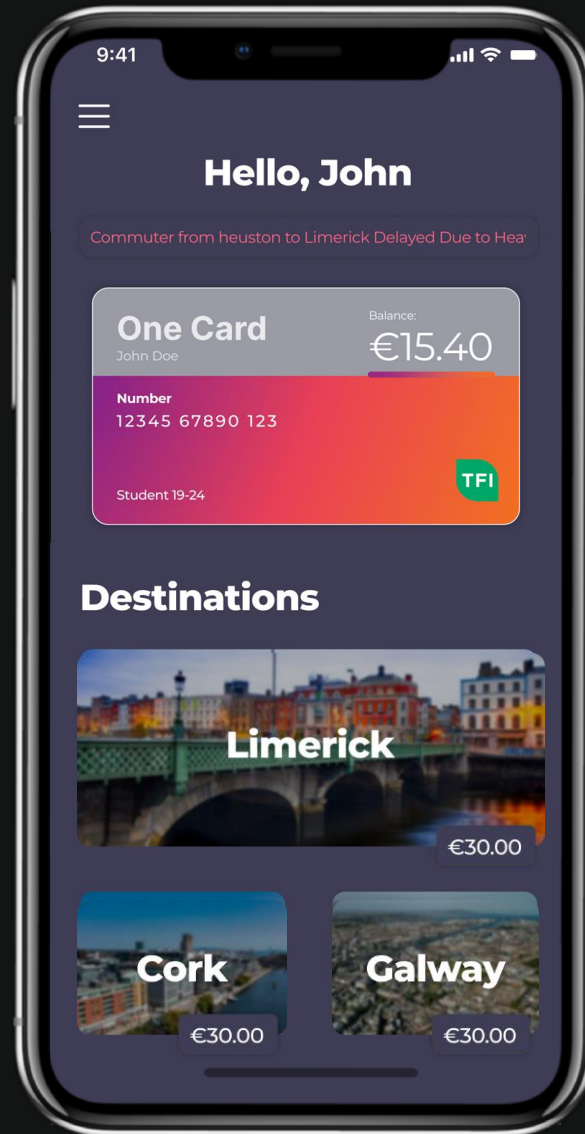 9:41
Hello, John
Commuter from heuston to Limerick Delayed Due to Hea
One Card
John Doe
Balance:
€15.40
Number
12345 67890 123
Student 19-24
TFI
Destinations
Limerick
€30.00
Cork
€30.00
Galway
€30.00